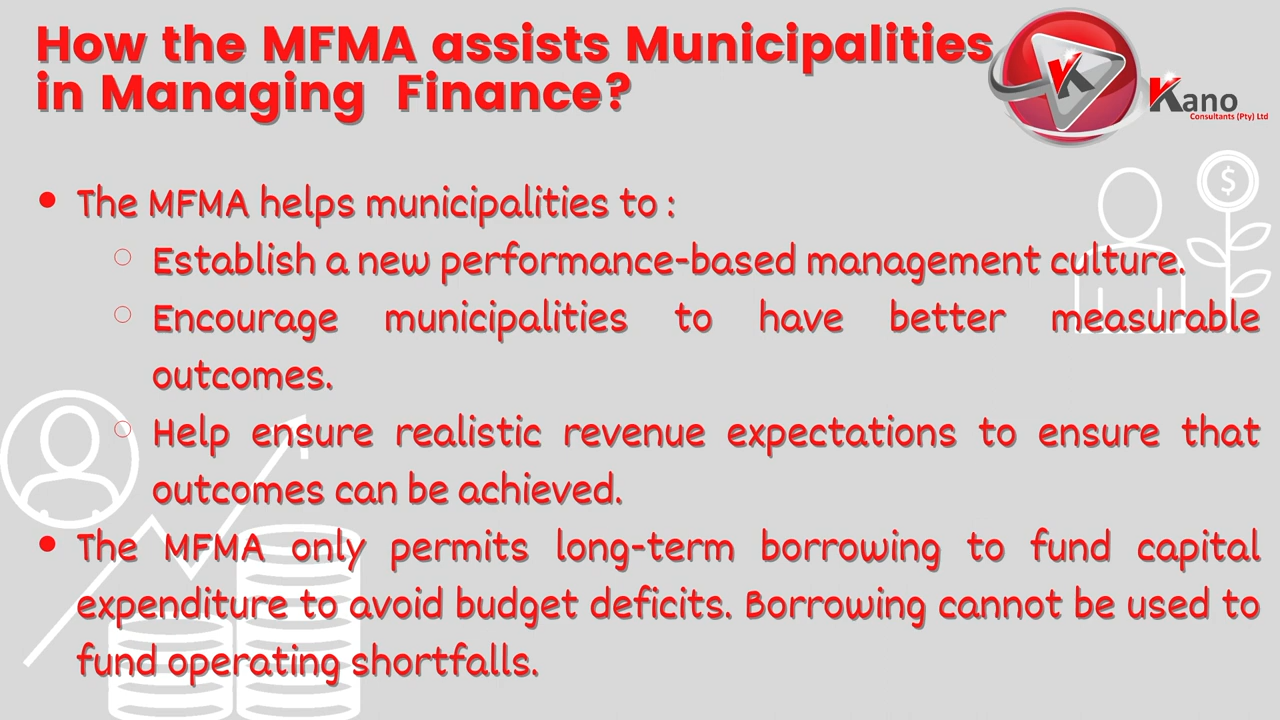 How the MFMA assists Municipalities
in Managing Finance?
Kano
Consultants (Pty) Ltd
• The MFMA helps municipalities to :
○ Establish a new performance-based management culture.
○ Encourage municipalities to have better measurable
outcomes.
○ Help ensure realistic revenue expectations to ensure that
outcomes can be achieved.
• The MFMA only permits long-term borrowing to fund capital
expenditure to avoid budget deficits. Borrowing cannot be used to
fund operating shortfalls.
K
$